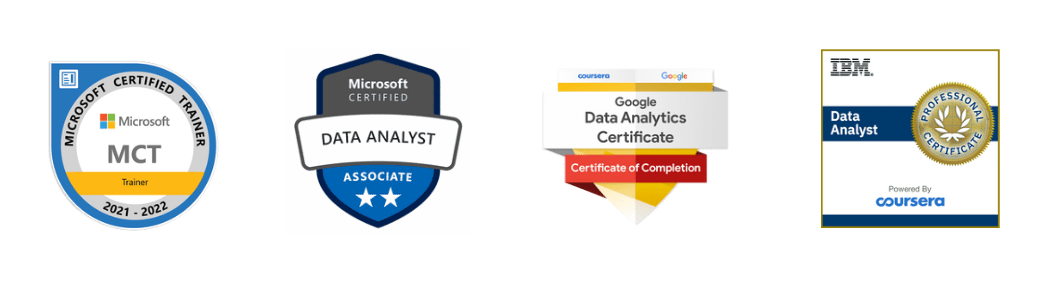 MICROSOFT CERTIFIED TRAINER
Microsoft
MCT
Trainer
2021 - 2022
Microsoft
CERTIFIED
DATA ANALYST
ASSOCIATE
coursera
Google
Google
Data Analytics
Certificate
Certificate of Completion
IBM
Data
Analyst
PROFESSIONAL
CERTIFICATE
Powered By
coursera